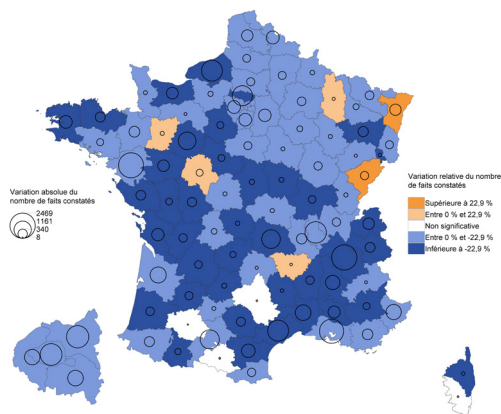 Variation absolue du
nombre de faits constatés
2469
1161
340
8
Variation relative du nombre
de faits constatés
Supérieure à 22,9 %
Entre 0 % et 22,9 %
Non significative
Entre 0 % et -22,9 %
Inférieure à -22,9 %